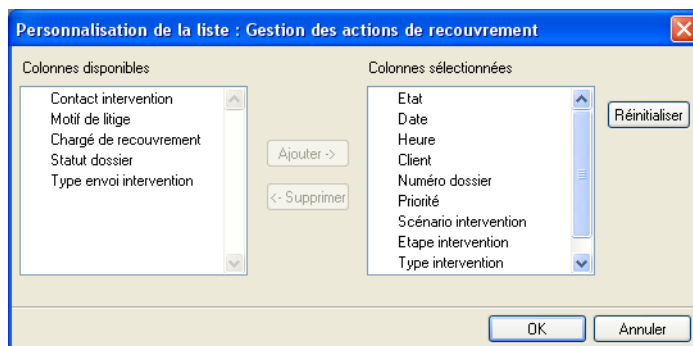 Personnalisation de la liste : Gestion des actions de recouvrement
Colonnes disponibles
Contact intervention
Motif de litige
Chargé de recouvrement
Statut dossier
Type envoi intervention
Ajouter ->
<- Supprimer
Colonnes sélectionnées
Etat
Date
Heure
Client
Numéro dossier
Priorité
Scénario intervention
Etape intervention
Type intervention
Réinitialiser
OK
Annuler